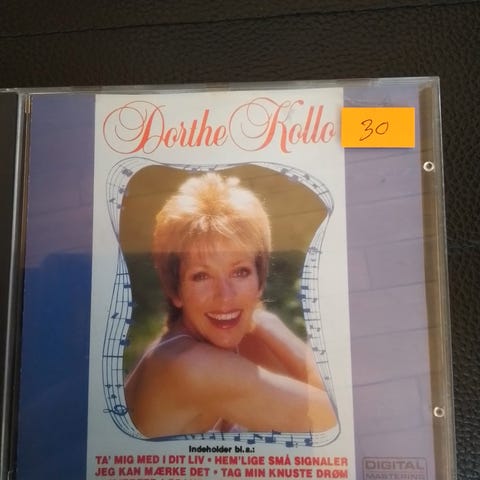 Dorthe Kollo
30
Indeholder bl.a.:
TA' MIG MED I DIT LIV • HEM'LIGE SMÅ SIGNALER
JEG KAN MÆRKE DET • TAG MIN KNUSTE DRØM
DIGITAL
MASTERING